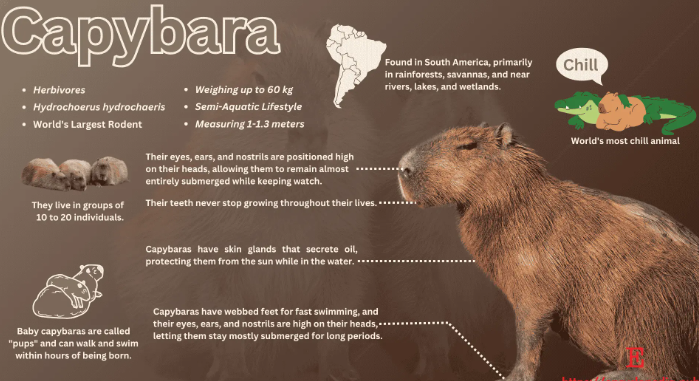 Capybara
Herbivores
Hydrochoerus hydrochaeris
World's Largest Rodent
Weighing up to 60 kg
Semi-Aquatic Lifestyle
Measuring 1-1.3 meters
Found in South America, primarily
in rainforests, savannas, and near
rivers, lakes, and wetlands.
Chill
World's most chill animal
Their eyes, ears, and nostrils are positioned high
on their heads, allowing them to remain almost
entirely submerged while keeping watch.
They live in groups of
10 to 20 individuals.
Their teeth never stop growing throughout their lives.
Capybaras have skin glands that secrete oil,
protecting them from the sun while in the water.
Baby capybaras are called
"pups" and can walk and swim
within hours of being born.
Capybaras have webbed feet for fast swimming, and
their eyes, ears, and nostrils are high on their heads,
letting them stay mostly submerged for long periods.
E